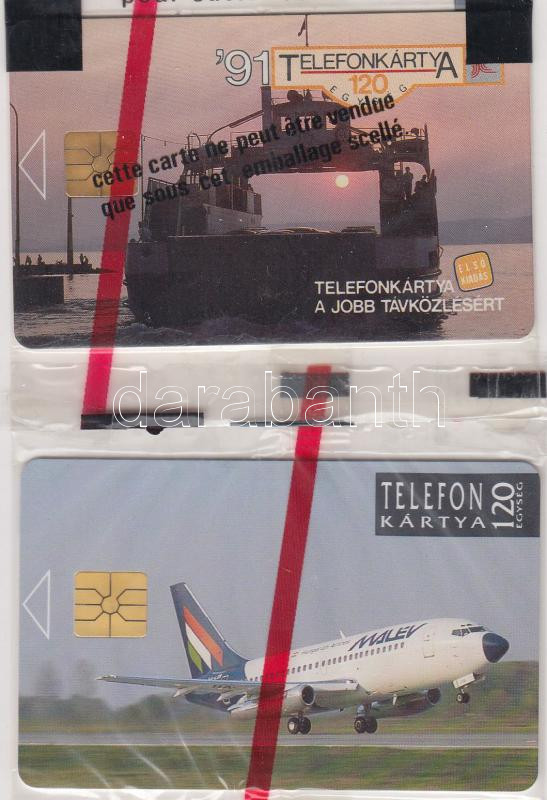 '91 TELEFONKÁRTYA
120
EGYSÉG
cette carte ne peut être vendue
que sous cet emballage scellé
ELSŐ
KIADÁS
TELEFONKÁRTYA
A JOBB TÁVKÖZLÉSÉRT
darabanth
TELEFON
KÁRTYA
120
EGYSÉG
MALEV